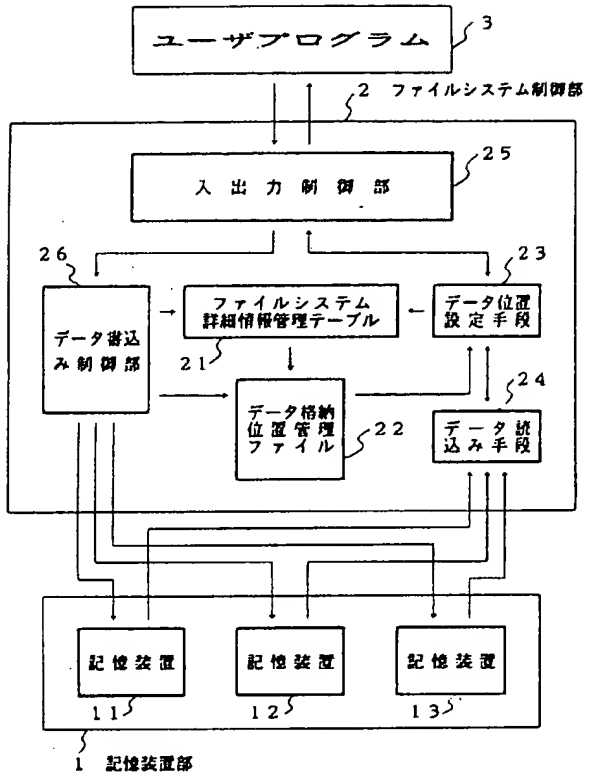 ユーザプログラム
3
2 ファイルシステム制御部
入出力制御部
25
26
23
データ書込
み制御部
ファイルシステム
詳細情報管理テーブル
21
データ位置
設定手段
24
データ格納
位置管理
ファイル
22
データ読
込み手段
記憶装置
記憶装置
記憶装置
11
12
13
1 記憶装置部